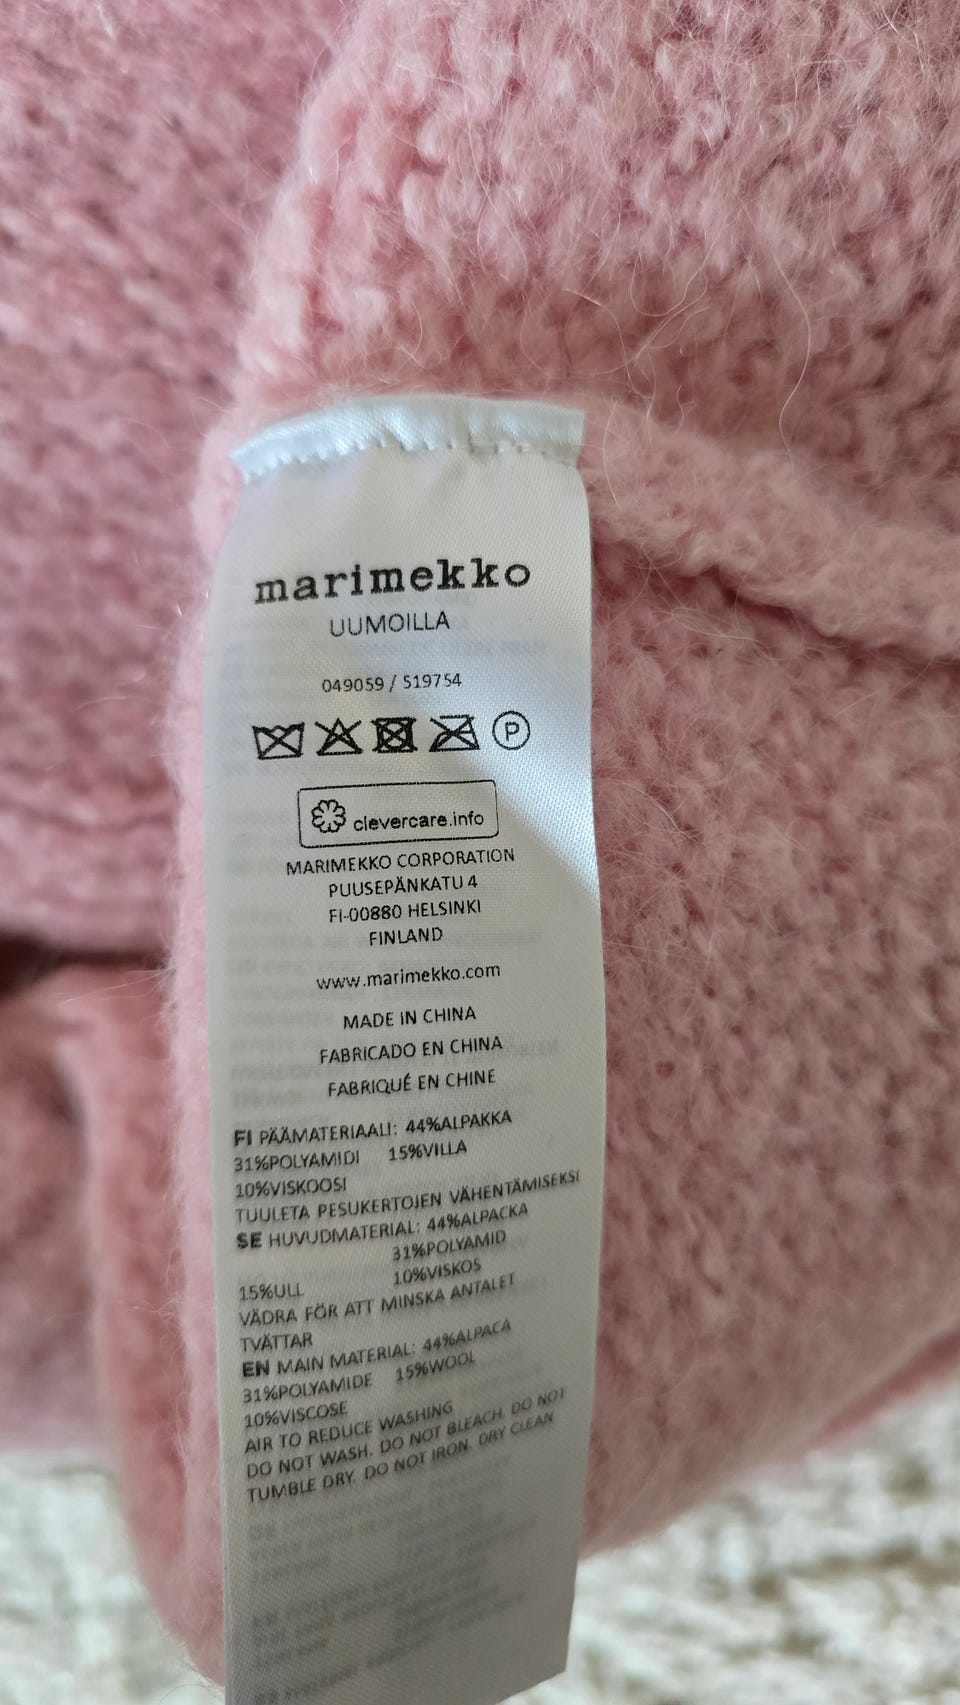 marimekko
UUMOILLA
049059 / 519754
P
clevercare.info
MARIMEKKO CORPORATION
PUUSEPÄNKATU 4
FI-00880 HELSINKI
FINLAND
www.marimekko.com
MADE IN CHINA
FABRICADO EN CHINA
FABRIQUÉ EN CHINE
FI PÄÄMATERIAALI: 44%ALPAKKA
31%POLYAMIDI 15%VILLA
10%VISKOOSI
TUULETA PESUKERTOJEN VÄHENTÄMISEKSI
SE HUVUDMATERIAL: 44%ALPACKA
31%POLYAMID
15%ULL 10%VISKOS
VÄDRA FÖR ATT MINSKA ANTALET
TVÄTTAR
EN MAIN MATERIAL: 44%ALPACA
31%POLYAMIDE 15%WOOL
10%VISCOSE
AIR TO REDUCE WASHING
DO NOT WASH. DO NOT BLEACH. DO NOT
TUMBLE DRY. DO NOT IRON. DRY CLEAN